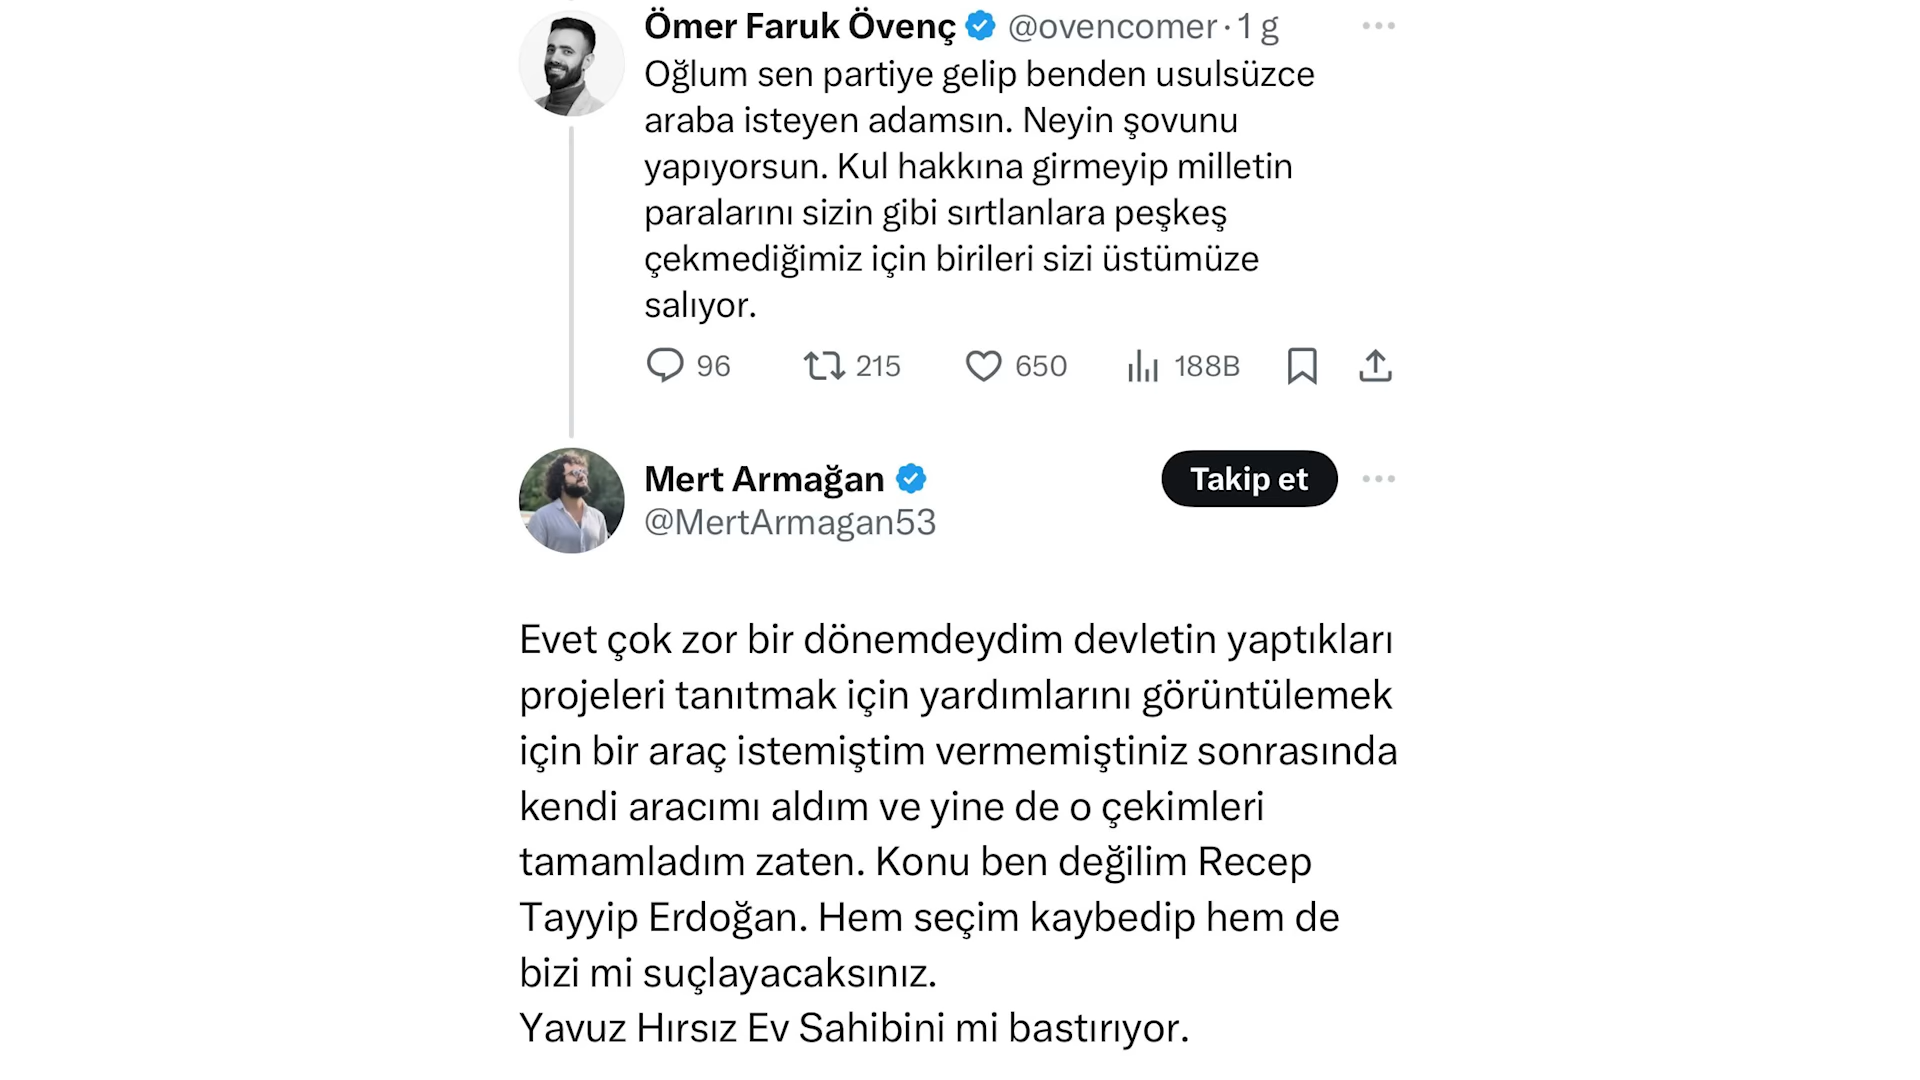 Ömer Faruk Övenç @ovencomer · 1 g
Oğlum sen partiye gelip benden usulsüzce
araba isteyen adamsın. Neyin şovunu
yapıyorsun. Kul hakkına girmeyip milletin
paralarını sizin gibi sırtlanlara peşkeş
çekmediğimiz için birileri sizi üstümüze
salıyor.
96 215 650 188B
Mert Armağan Takip et
@MertArmagan53
Evet çok zor bir dönemdeydim devletin yaptıkları
projeleri tanıtmak için yardımlarını görüntülemek
için bir araç istemiştim vermemiştiniz sonrasında
kendi aracımı aldım ve yine de o çekimleri
tamamladım zaten. Konu ben değilim Recep
Tayyip Erdoğan. Hem seçim kaybedip hem de
bizi mi suçlayacaksınız.
Yavuz Hırsız Ev Sahibini mi bastırıyor.